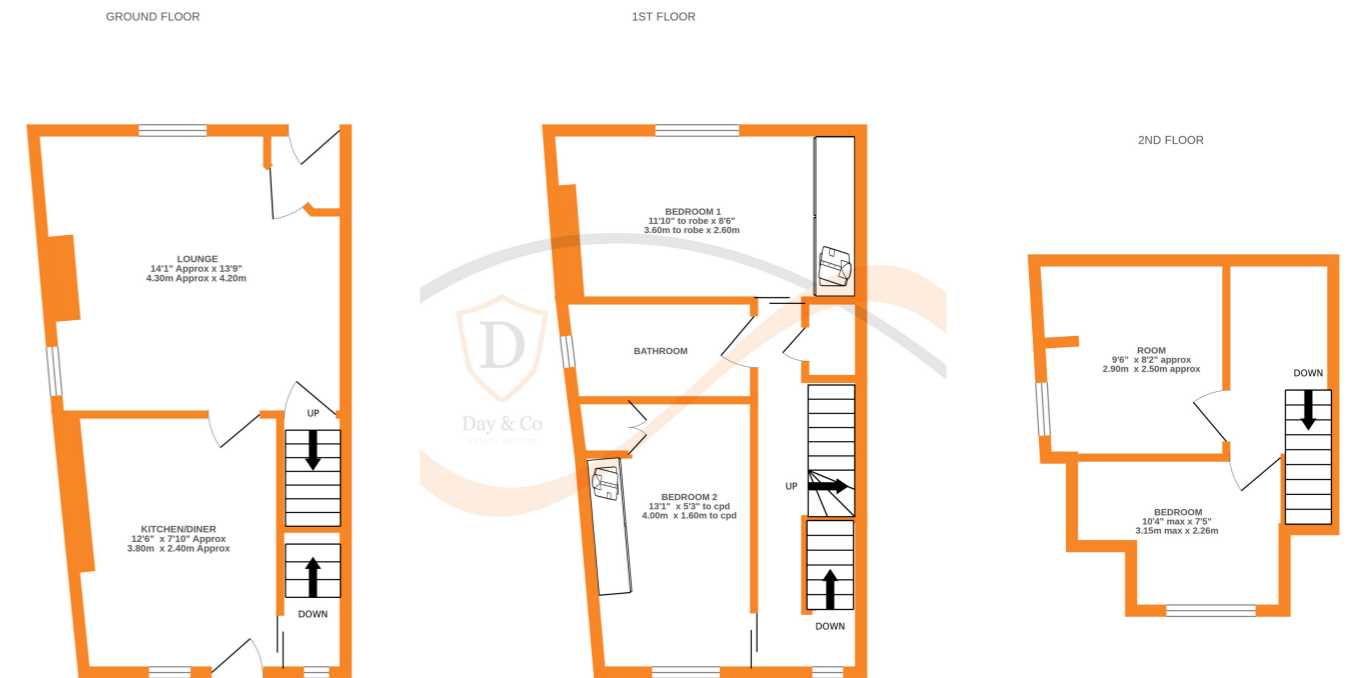 GROUND FLOOR
1ST FLOOR
2ND FLOOR
LOUNGE
14'1" Approx x 13'9"
4.30m Approx x 4.20m
UP
KITCHEN/DINER
12'6" x 7'10" Approx
3.80m x 2.40m Approx
DOWN
BEDROOM 1
11'10" to robe x 8'6"
3.60m to robe x 2.60m
BATHROOM
D
Day & Co
ESTATE AGENTS
BEDROOM 2
13'1" x 5'3" to cpd
4.00m x 1.60m to cpd
UP
DOWN
ROOM
9'6" x 8'2" approx
2.90m x 2.50m approx
DOWN
BEDROOM
10'4" max x 7'5"
3.15m max x 2.26m